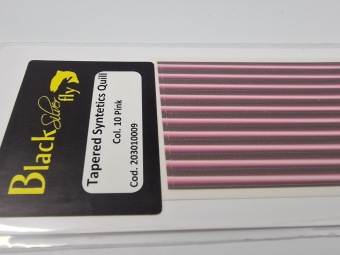 Black Silver fly
Tapered Syntetics Quill
Col. 10 Pink
Cod. 203010009